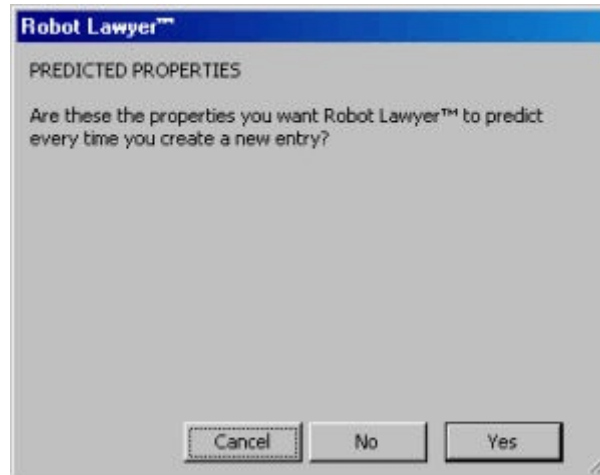 Robot Lawyer™
PREDICTED PROPERTIES
Are these the properties you want Robot Lawyer™ to predict
every time you create a new entry?
Cancel No Yes